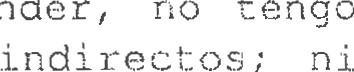 nder, no tengo
indirectos; ni